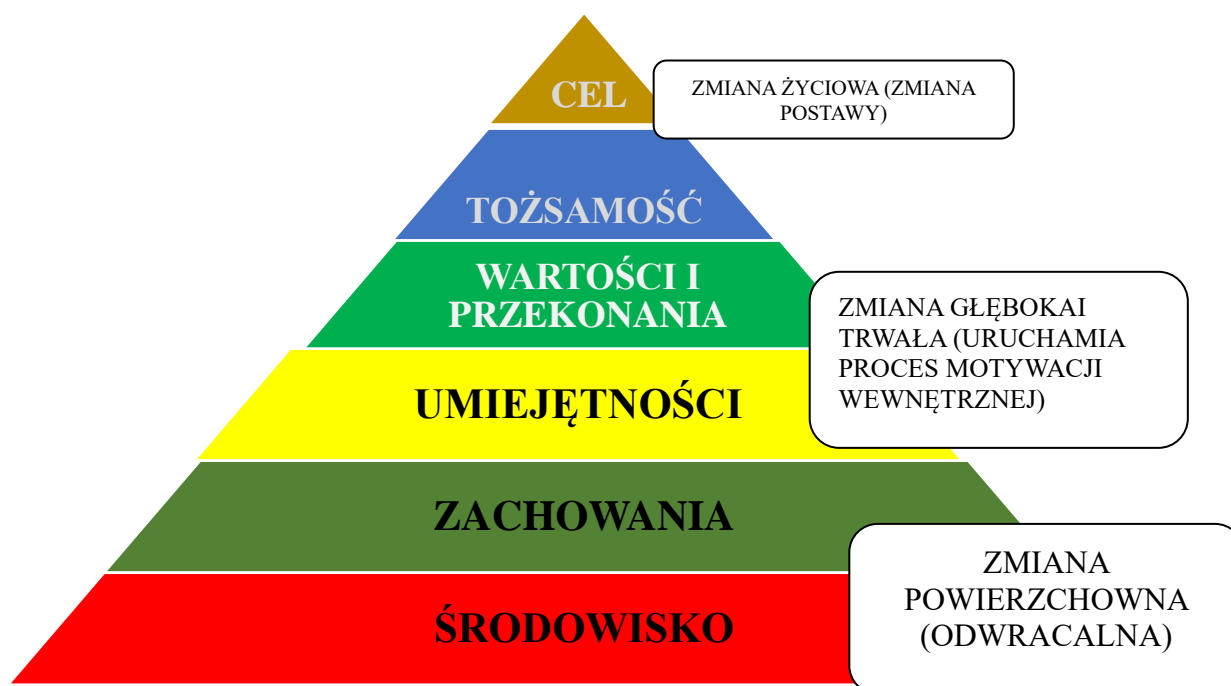 CEL
ZMIANA ŻYCIOWA (ZMIANA
POSTAWY)
TOŻSAMOŚĆ
WARTOŚCI I
PRZEKONANIA
ZMIANA GŁĘBOKAI
TRWAŁA (URUCHAMIA
PROCES MOTYWACJI
WEWNĘTRZNEJ)
UMIEJĘTNOŚCI
ZACHOWANIA
ZMIANA
POWIERZCHOWNA
(ODWRACALNA)
ŚRODOWISKO